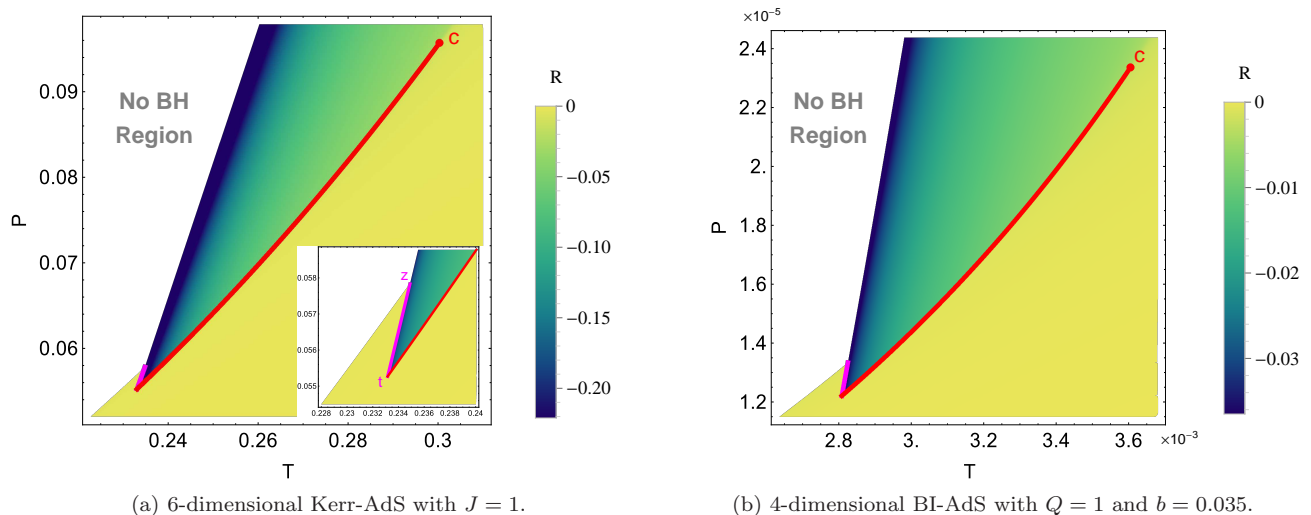 No BH
Region
C
z
t
0.058
0.057
0.056
0.055
0.228
0.23
0.232
0.234
0.236
0.238
0.24
0.09
0.08
0.07
0.06
P
0.24
0.26
0.28
0.3
T
R
0
−0.05
−0.10
−0.15
−0.20
(a) 6-dimensional Kerr-AdS with J = 1.
×10⁻⁵
No BH
Region
C
2.4
2.2
2.
1.8
1.6
1.4
1.2
P
2.8
3.
3.2
3.4
3.6
×10⁻³
T
R
0
−0.01
−0.02
−0.03
(b) 4-dimensional BI-AdS with Q = 1 and b = 0.035.